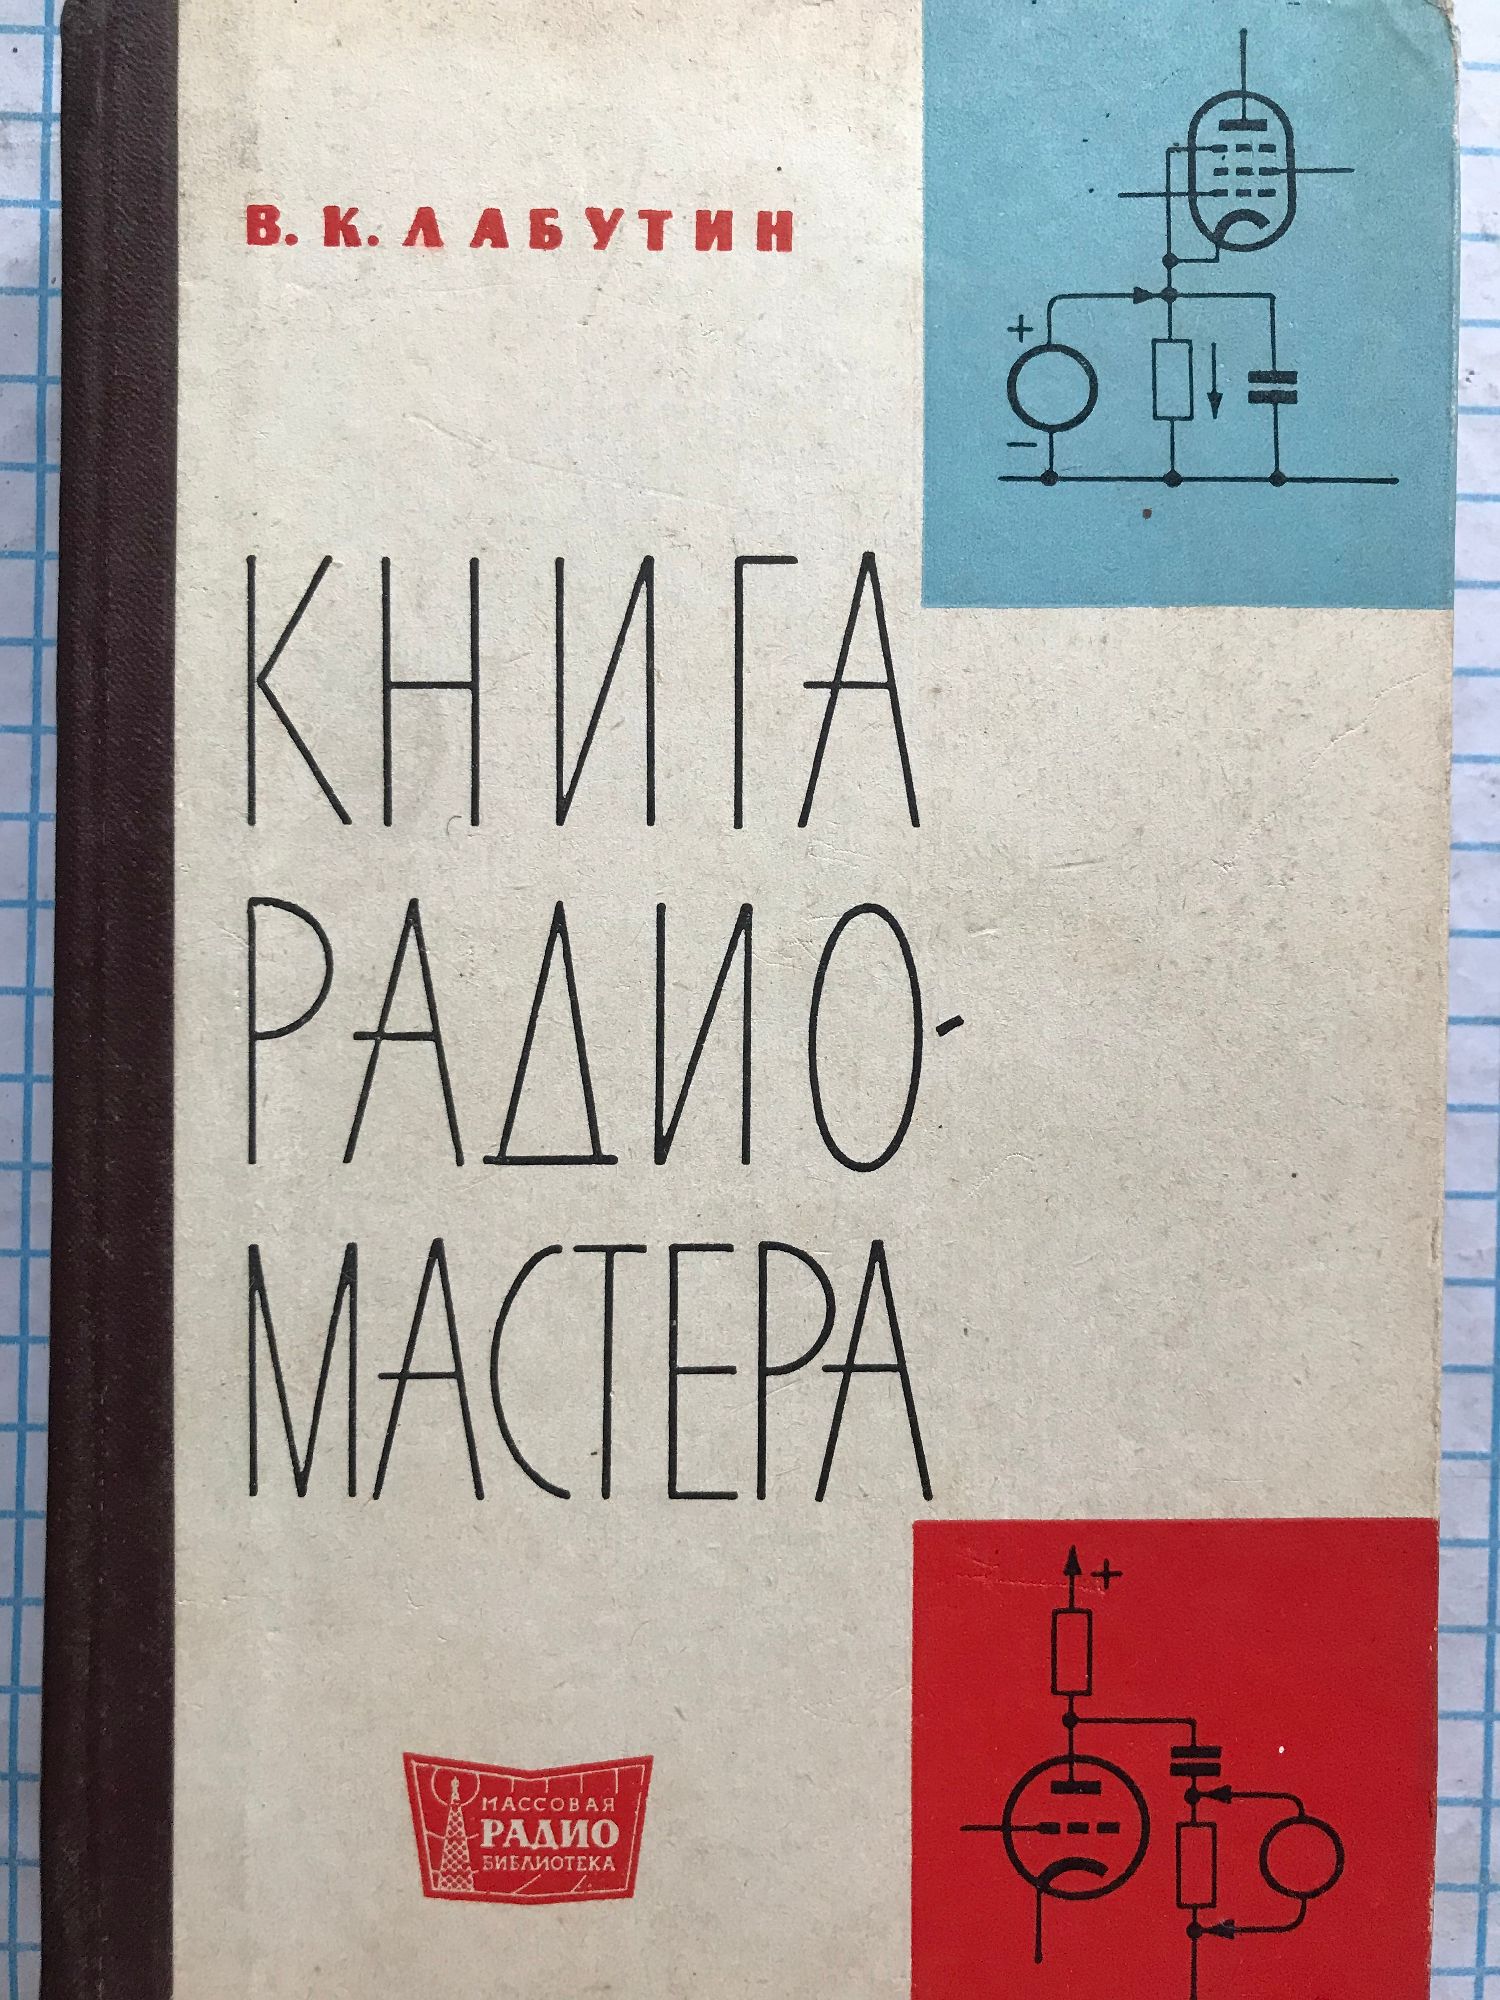 В. К. ЛАБУТИН
+
−
КНИГА
РАДИО-
МАСТЕРА
+
МАССОВАЯ
РАДИО
БИБЛИОТЕКА